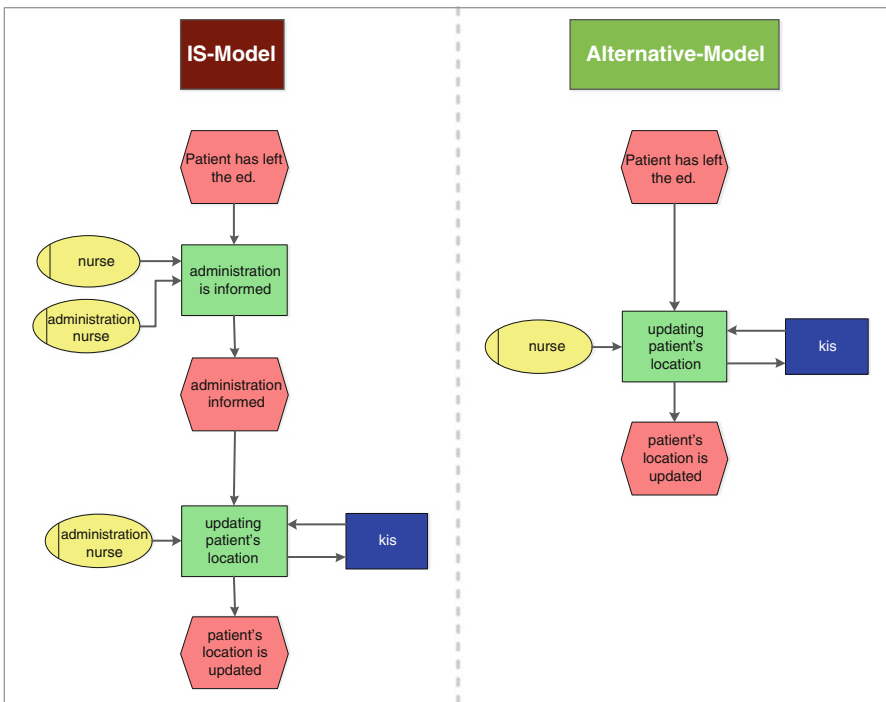 IS-Model
Patient has left
the ed.
nurse
administration
is informed
administration
nurse
administration
informed
administration
nurse
updating
patient's
location
kis
patient's
location is
updated
Alternative-Model
Patient has left
the ed.
nurse
updating
patient's
location
kis
patient's
location is
updated